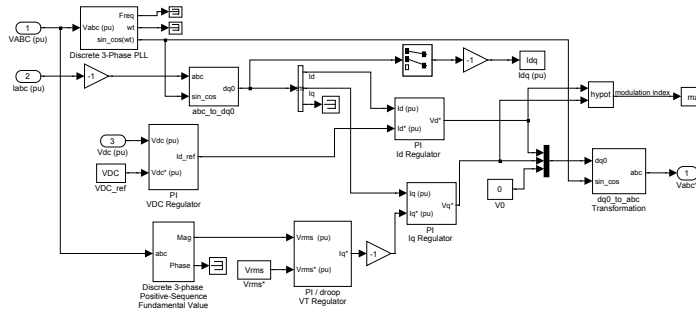 1
VABC (pu)
Vabc (pu)
Freq
wt
sin_cos(wt)
Discrete 3-Phase PLL
2
Iabc (pu)
-1
abc
sin_cos
dq0
abc_to_dq0
Id
Iq
-1
Idq
Idq (pu)
hypot
modulation index
3
Vdc (pu)
VDC
VDC_ref
Vdc (pu)
Vdc* (pu)
Id_ref
PI
VDC Regulator
Id (pu)
Id* (pu)
Vd*
PI
Id Regulator
Iq (pu)
Iq* (pu)
Vq*
PI
Iq Regulator
0
V0
dq0
sin_cos
abc
dq0_to_abc
Transformation
1
Vabc*
abc
Mag
Phase
Discrete 3-phase
Positive-Sequence
Fundamental Value
Vrms
Vrms*
Vrms (pu)
Vrms* (pu)
Iq*
PI / droop
VT Regulator
-1